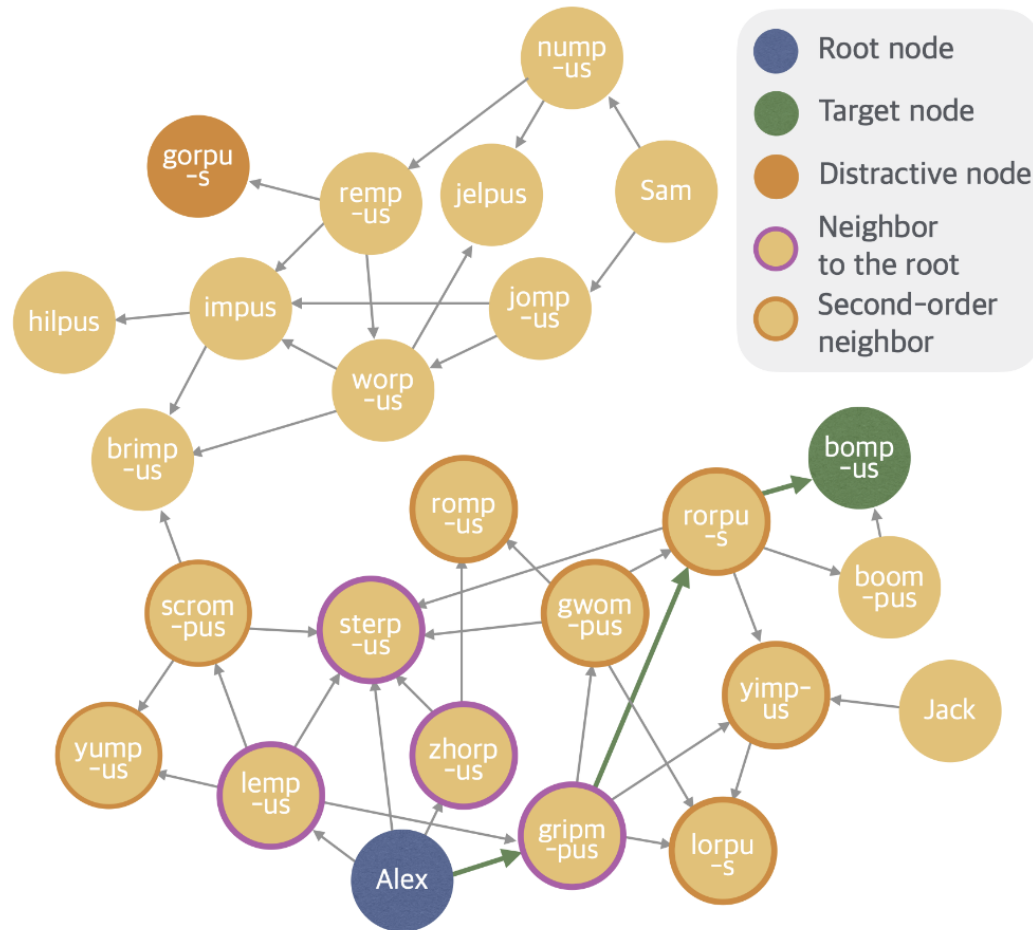 nump
-us
Root node
Target node
gorpu
-s
Distractive node
remp
-us
jelpus
Sam
Neighbor
to the root
Second-order
neighbor
hilpus
impus
jomp
-us
worp
-us
brimp
-us
bomp
-us
romp
-us
rorpu
-s
boom
-pus
scrom
-pus
sterp
-us
gwom
-pus
yimp-
us
Jack
yump
-us
lemp
-us
zhorp
-us
gripm
-pus
lorpu
-s
Alex